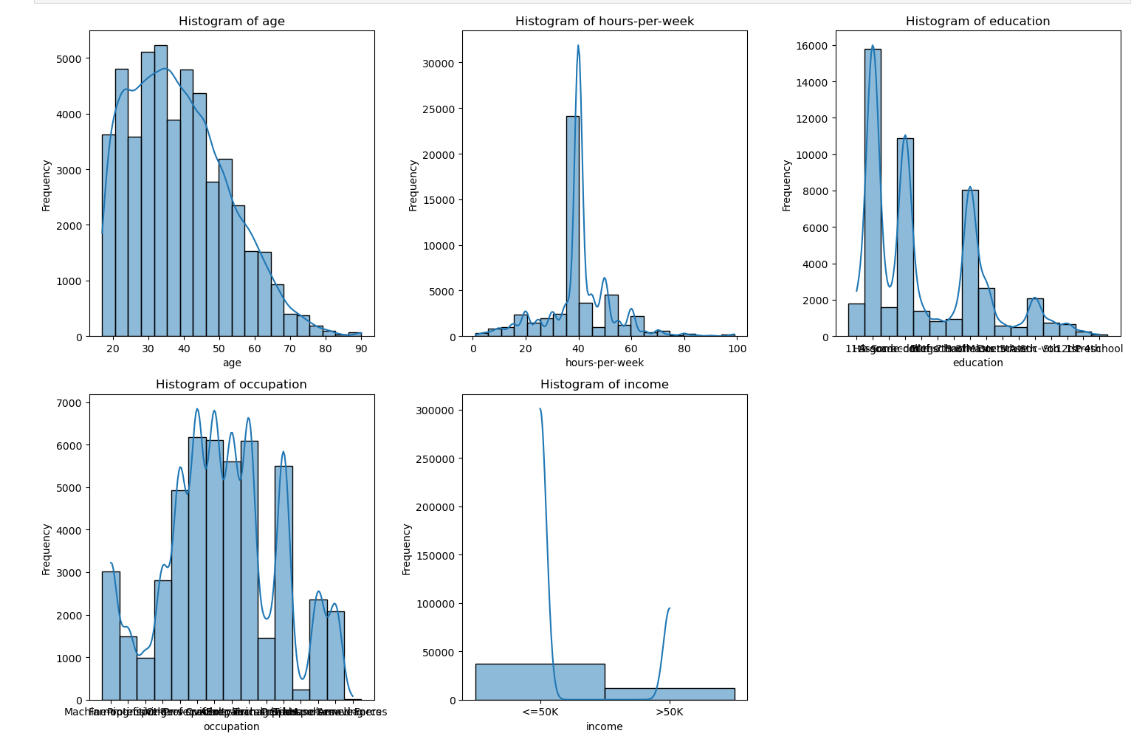 Histogram of age
5000
4000
3000
2000
1000
0
Frequency
20 30 40 50 60 70 80 90
age
Histogram of hours-per-week
30000
25000
20000
15000
10000
5000
0
Frequency
0 20 40 60 80 100
hours-per-week
Histogram of education
16000
14000
12000
10000
8000
6000
4000
2000
0
Frequency
education
Histogram of occupation
7000
6000
5000
4000
3000
2000
1000
0
Frequency
occupation
Histogram of income
300000
250000
200000
150000
100000
50000
0
Frequency
<=50K >50K
income